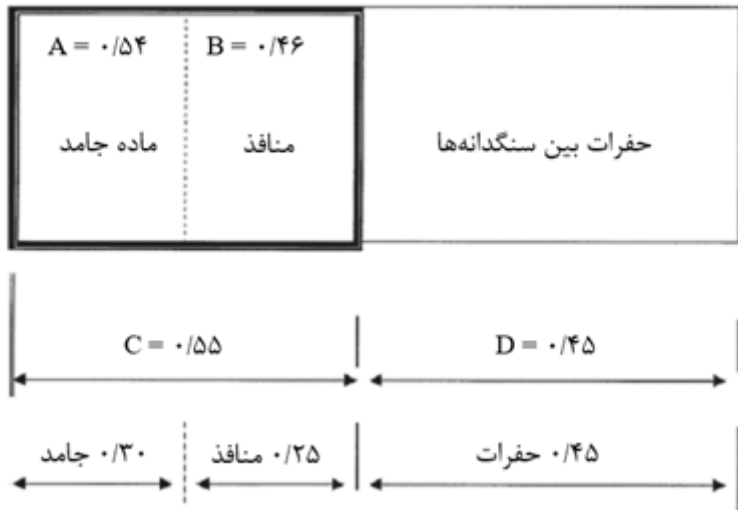 A = ۰/۵۴
B = ۰/۴۶
ماده جامد
منافذ
حفرات بین سنگدانه‌ها
C = ۰/۵۵
D = ۰/۴۵
۰/۳۰ جامد
۰/۲۵ منافذ
۰/۴۵ حفرات